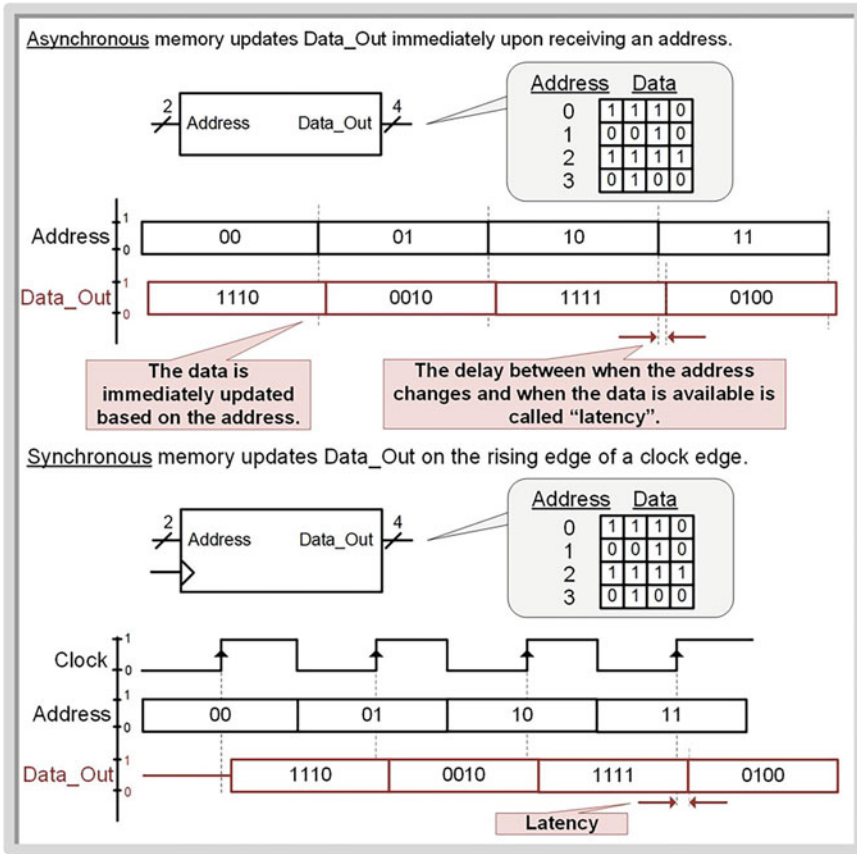 Asynchronous memory updates Data_Out immediately upon receiving an address.
Address Data
2 4
Address Data_Out
0 1 1 1 0
1 0 0 1 0
2 1 1 1 1
3 0 1 0 0
1
Address 00 01 10 11
0
1
Data_Out 1110 0010 1111 0100
0
The data is
immediately updated
based on the address.
The delay between when the address
changes and when the data is available is
called “latency”.
Synchronous memory updates Data_Out on the rising edge of a clock edge.
Address Data
2 4
Address Data_Out
0 1 1 1 0
1 0 0 1 0
2 1 1 1 1
3 0 1 0 0
1
Clock
0
1
Address 00 01 10 11
0
1
Data_Out 1110 0010 1111 0100
0
Latency